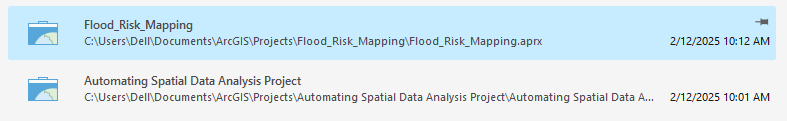 Flood_Risk_Mapping
C:\Users\Dell\Documents\ArcGIS\Projects\Flood_Risk_Mapping\Flood_Risk_Mapping.aprx 2/12/2025 10:12 AM
Automating Spatial Data Analysis Project
C:\Users\Dell\Documents\ArcGIS\Projects\Automating Spatial Data Analysis Project\Automating Spatial Data A... 2/12/2025 10:01 AM